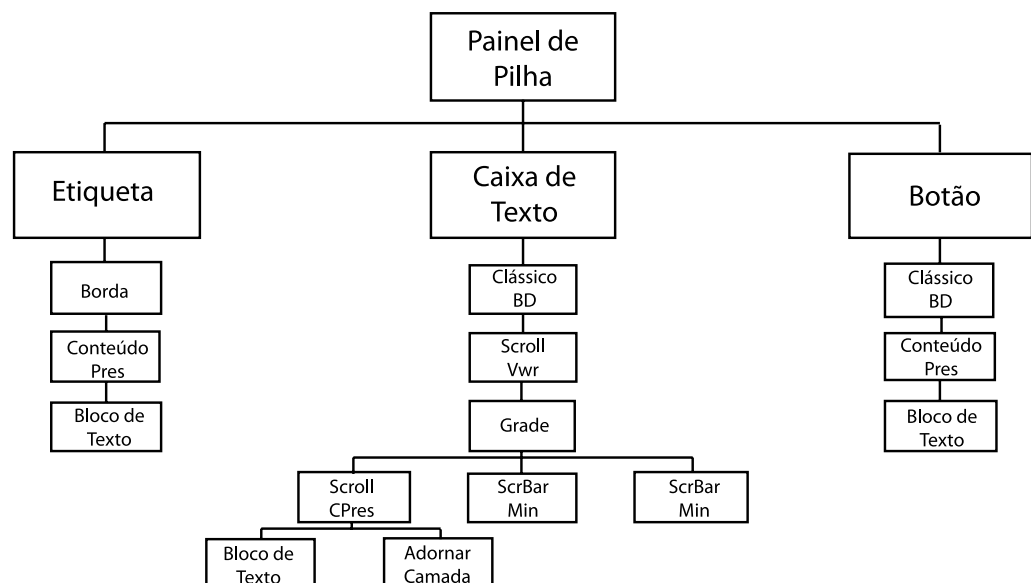 Painel de
Pilha
Etiqueta
Caixa de
Texto
Botão
Borda
Clássico
BD
Clássico
BD
Conteúdo
Pres
Scroll
Vwr
Conteúdo
Pres
Bloco de
Texto
Grade
Bloco de
Texto
Scroll
CPres
ScrBar
Min
ScrBar
Min
Bloco de
Texto
Adornar
Camada